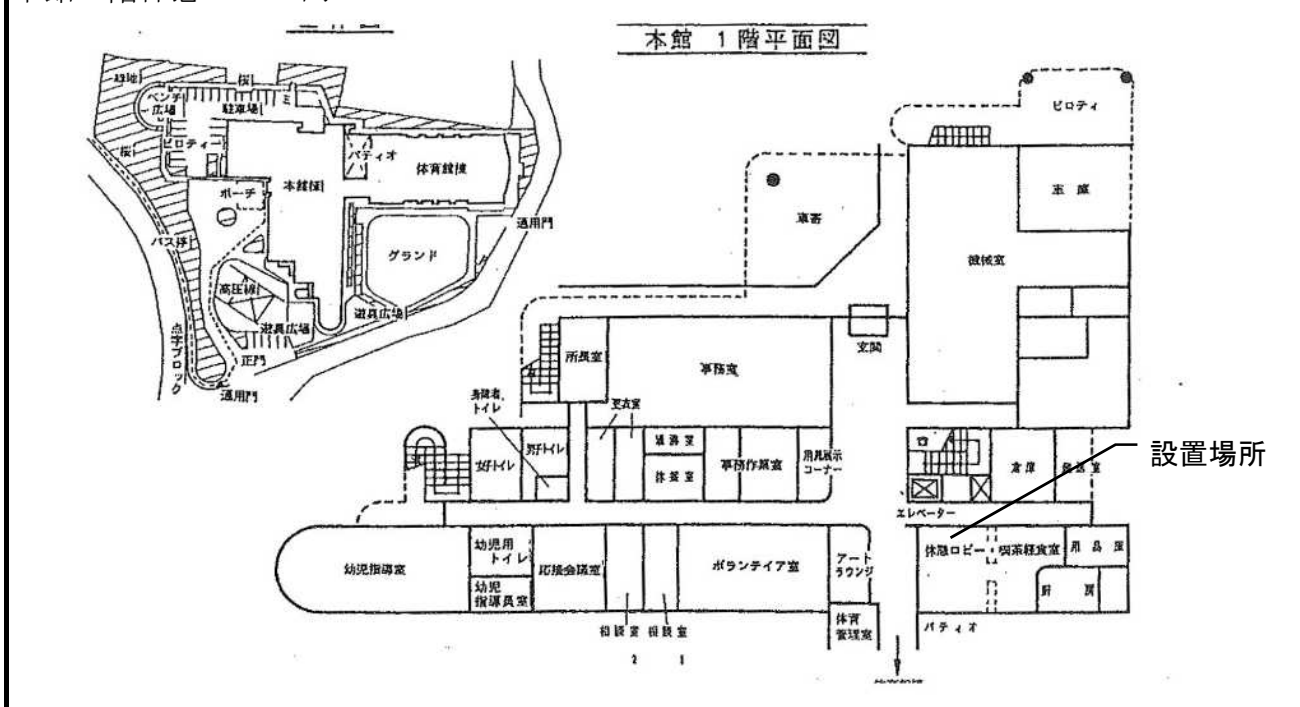 本館 1階平面図
緑地
桜
ベンチ
広場
駐車場
ピロティー
桜
パティオ
体育館棟
本館棟
ポーチ
バス停
グランド
通用門
高圧線
遊具広場
遊具広場
正門
通用門
点字ブロック
ピロティ
車庫
車寄
機械室
玄関
所長室
事務室
身障者
トイレ
更衣室
女子トイレ
男子トイレ
休養室
事務作業室
用具展示
コーナー
倉庫
設置場所
エレベーター
幼児指導室
幼児用
トイレ
幼児
指導員室
応接会議室
相談室
2
相談室
1
ボランテイア室
アート
ラウンジ
体育
管理室
休憩ロビー
喫茶軽食室
用品庫
厨房
パティオ